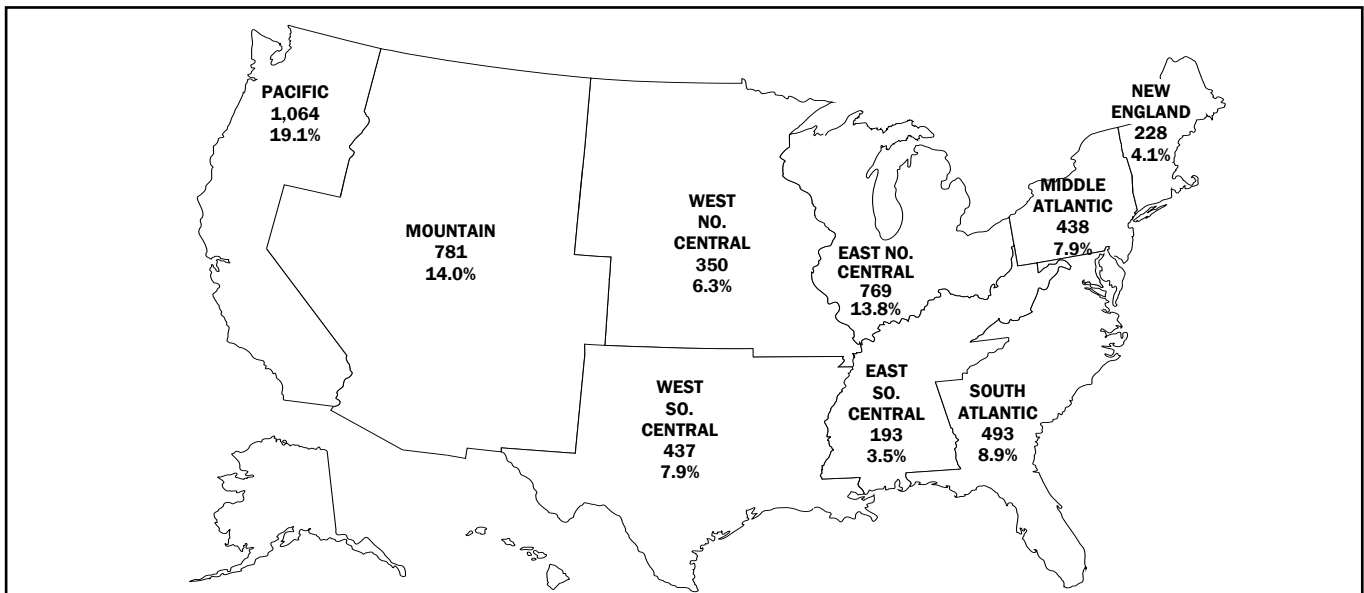 PACIFIC
1,064
19.1%
MOUNTAIN
781
14.0%
WEST
NO.
CENTRAL
350
6.3%
WEST
SO.
CENTRAL
437
7.9%
EAST NO.
CENTRAL
769
13.8%
EAST
SO.
CENTRAL
193
3.5%
SOUTH
ATLANTIC
493
8.9%
MIDDLE
ATLANTIC
438
7.9%
NEW
ENGLAND
228
4.1%